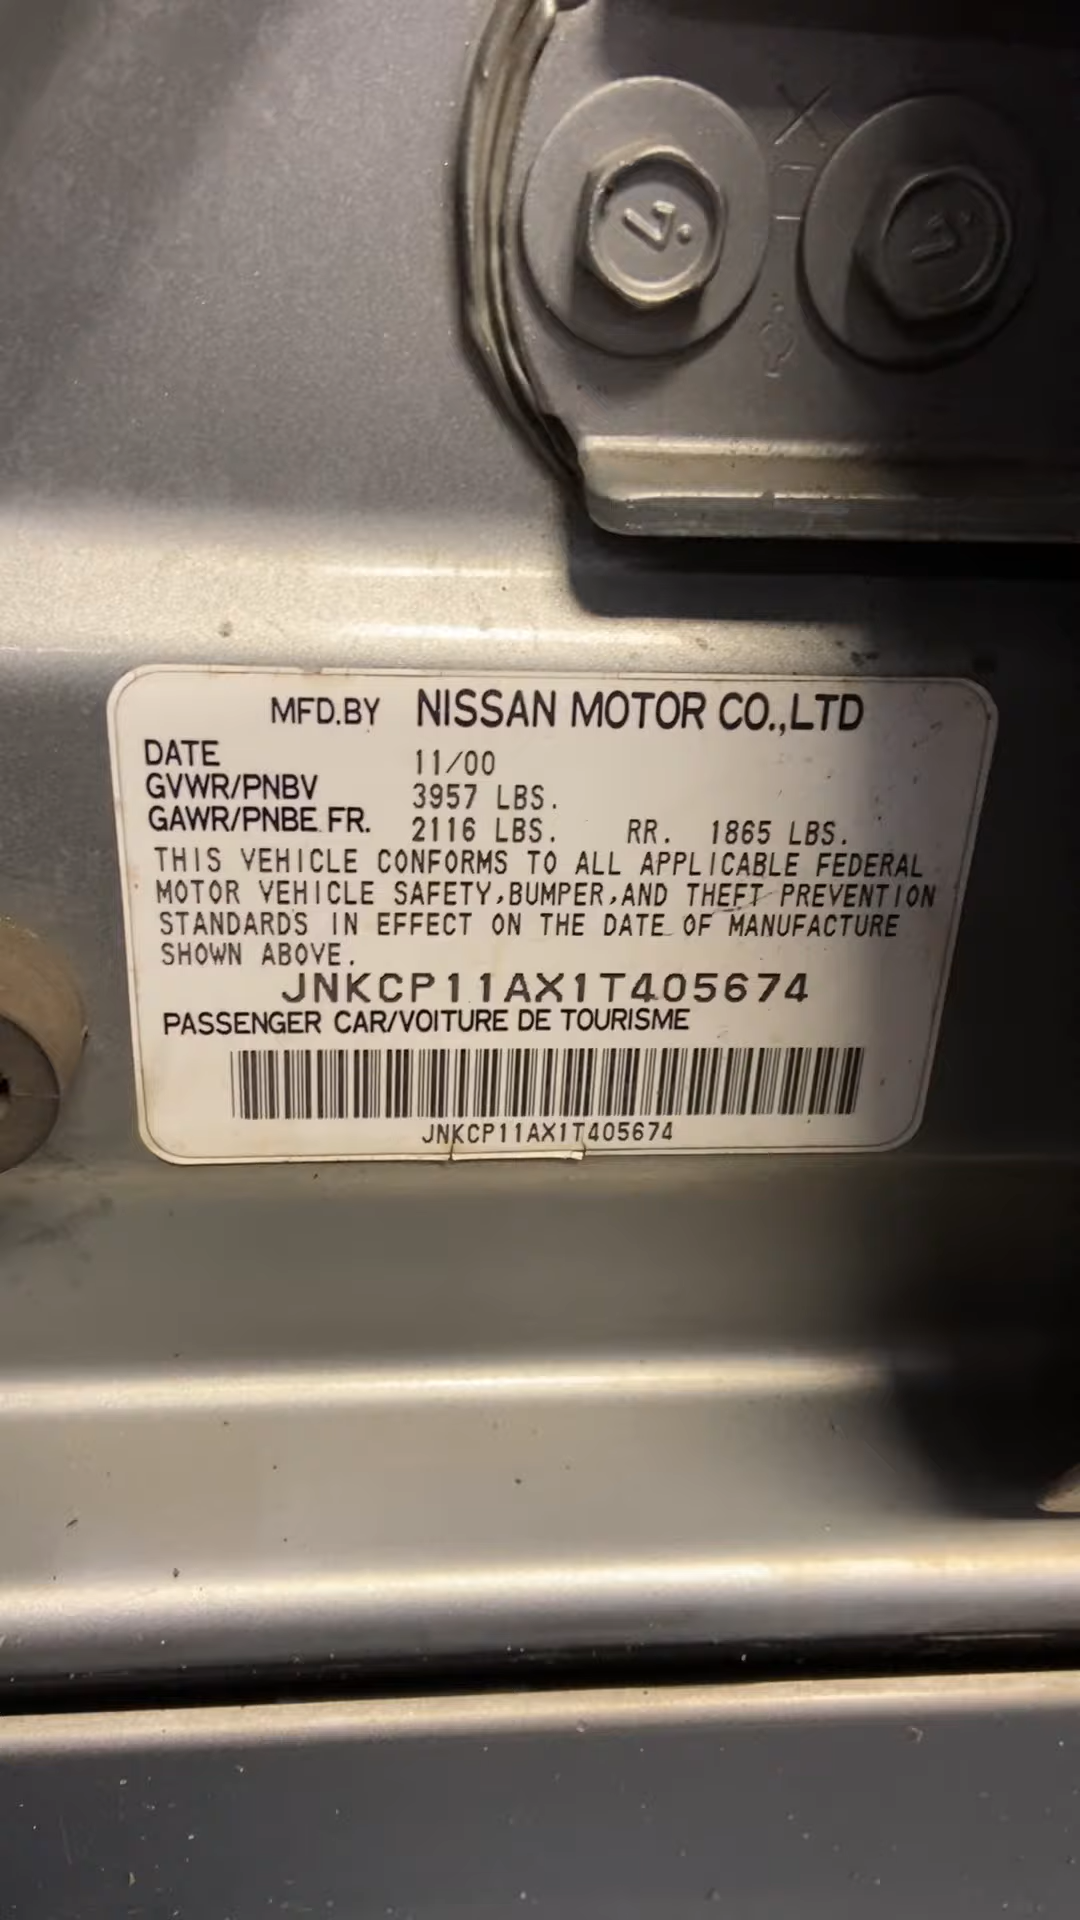 MFD.BY NISSAN MOTOR CO.,LTD
DATE 11/00
GVWR/PNBV 3957 LBS.
GAWR/PNBE FR. 2116 LBS. RR. 1865 LBS.
THIS VEHICLE CONFORMS TO ALL APPLICABLE FEDERAL
MOTOR VEHICLE SAFETY,BUMPER,AND THEFT PREVENTION
STANDARDS IN EFFECT ON THE DATE OF MANUFACTURE
SHOWN ABOVE.
JNKCP11AX1T405674
PASSENGER CAR/VOITURE DE TOURISME
JNKCP11AX1T405674